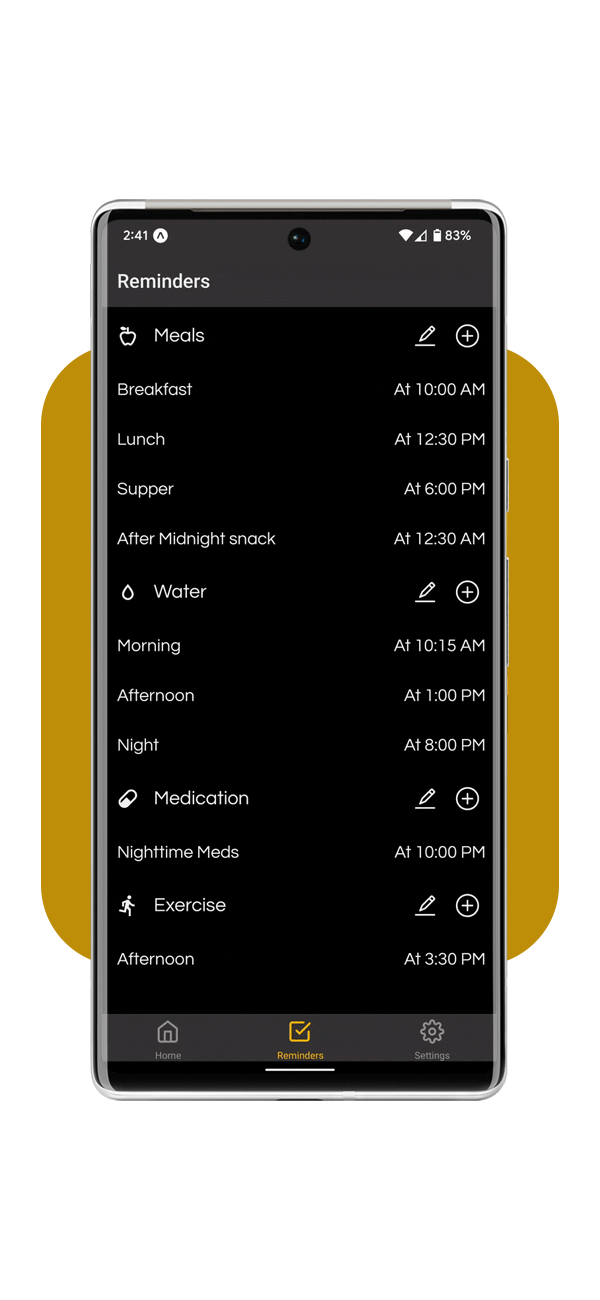 2:41 83%
Reminders
Meals
Breakfast At 10:00 AM
Lunch At 12:30 PM
Supper At 6:00 PM
After Midnight snack At 12:30 AM
Water
Morning At 10:15 AM
Afternoon At 1:00 PM
Night At 8:00 PM
Medication
Nighttime Meds At 10:00 PM
Exercise
Afternoon At 3:30 PM
Home Reminders Settings